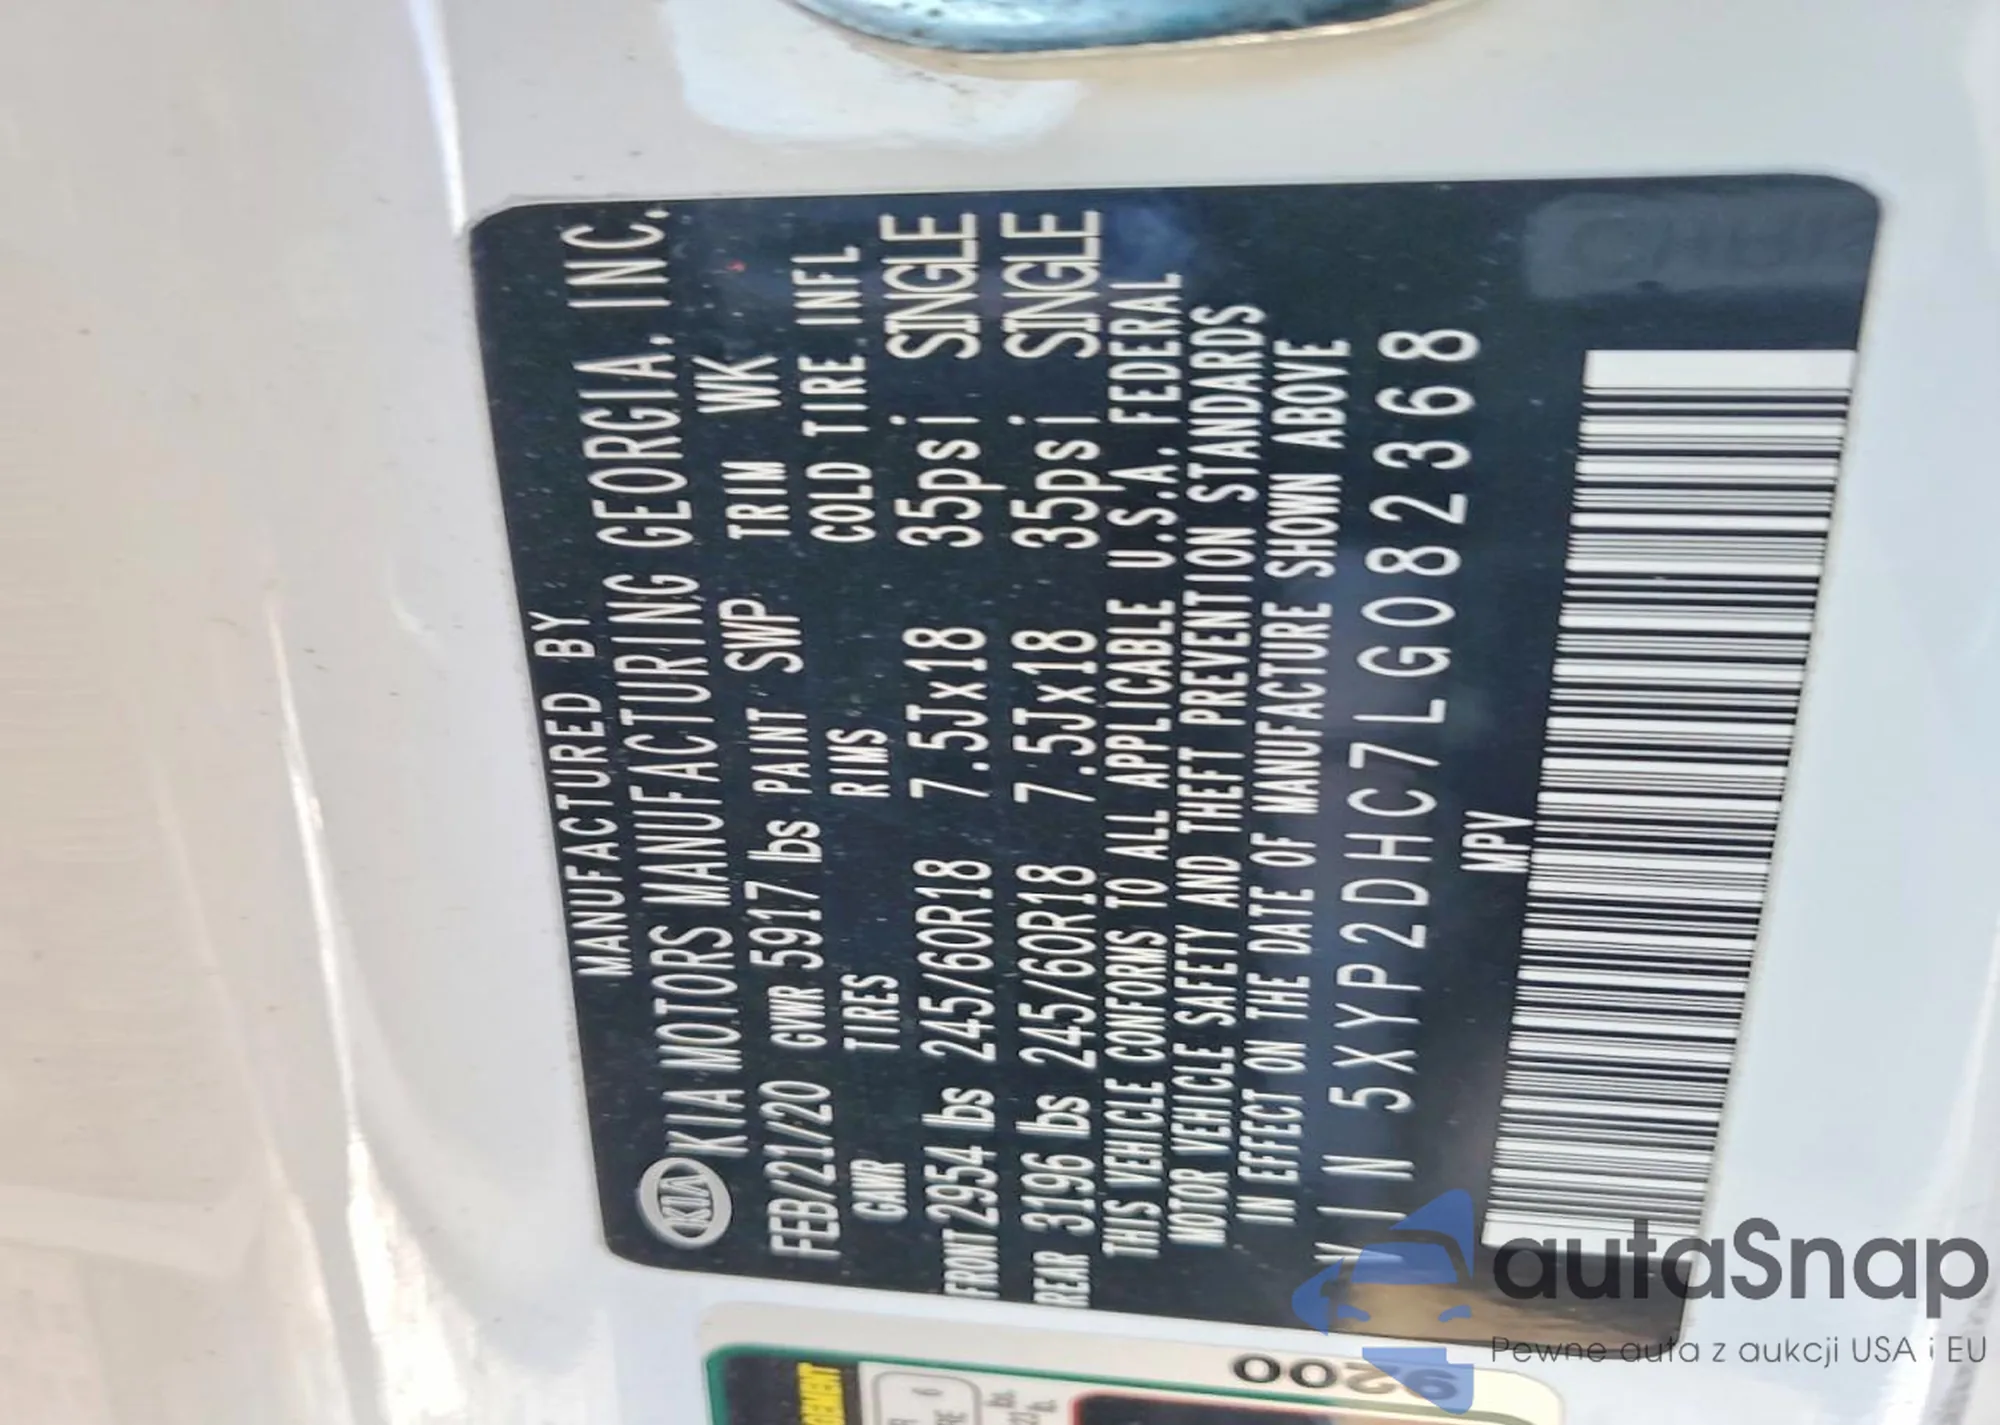 MANUFACTURED BY
KIA KIA MOTORS MANUFACTURING GEORGIA, INC.
FEB/21/20 GVWR 5917 lbs PAINT SWP TRIM WK
GAWR TIRES RIMS COLD TIRE INFL
FRONT 2954 lbs 245/60R18 7.5Jx18 35psi SINGLE
REAR 3196 lbs 245/60R18 7.5Jx18 35psi SINGLE
THIS VEHICLE CONFORMS TO ALL APPLICABLE U.S.A. FEDERAL
MOTOR VEHICLE SAFETY AND THEFT PREVENTION STANDARDS
IN EFFECT ON THE DATE OF MANUFACTURE SHOWN ABOVE
VIN 5XYP2DHC7LG082368
MPV
9200
autaSnap
Pewne auta z aukcji USA i EU